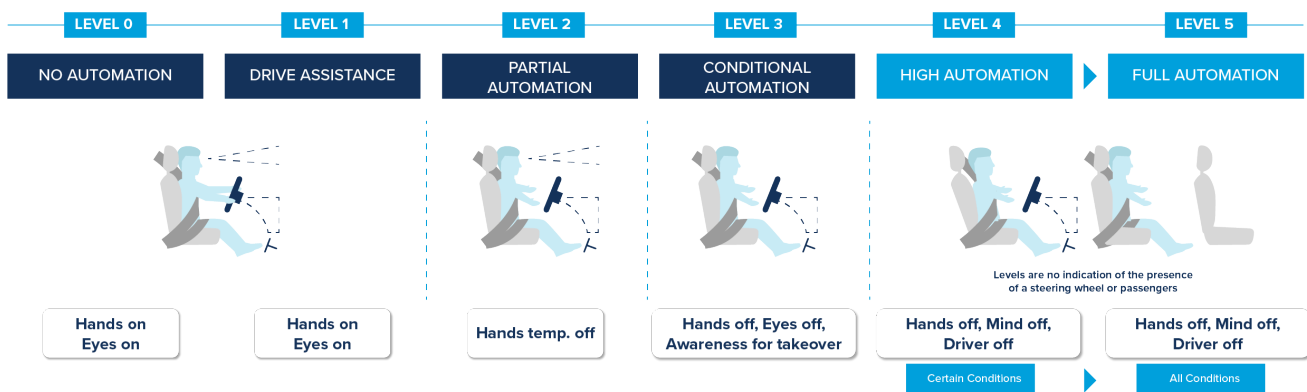 LEVEL 0
LEVEL 1
LEVEL 2
LEVEL 3
LEVEL 4
LEVEL 5
NO AUTOMATION
DRIVE ASSISTANCE
PARTIAL
AUTOMATION
CONDITIONAL
AUTOMATION
HIGH AUTOMATION
FULL AUTOMATION
Levels are no indication of the presence
of a steering wheel or passengers
Hands on
Eyes on
Hands on
Eyes on
Hands temp. off
Hands off, Eyes off,
Awareness for takeover
Hands off, Mind off,
Driver off
Hands off, Mind off,
Driver off
Certain Conditions
All Conditions